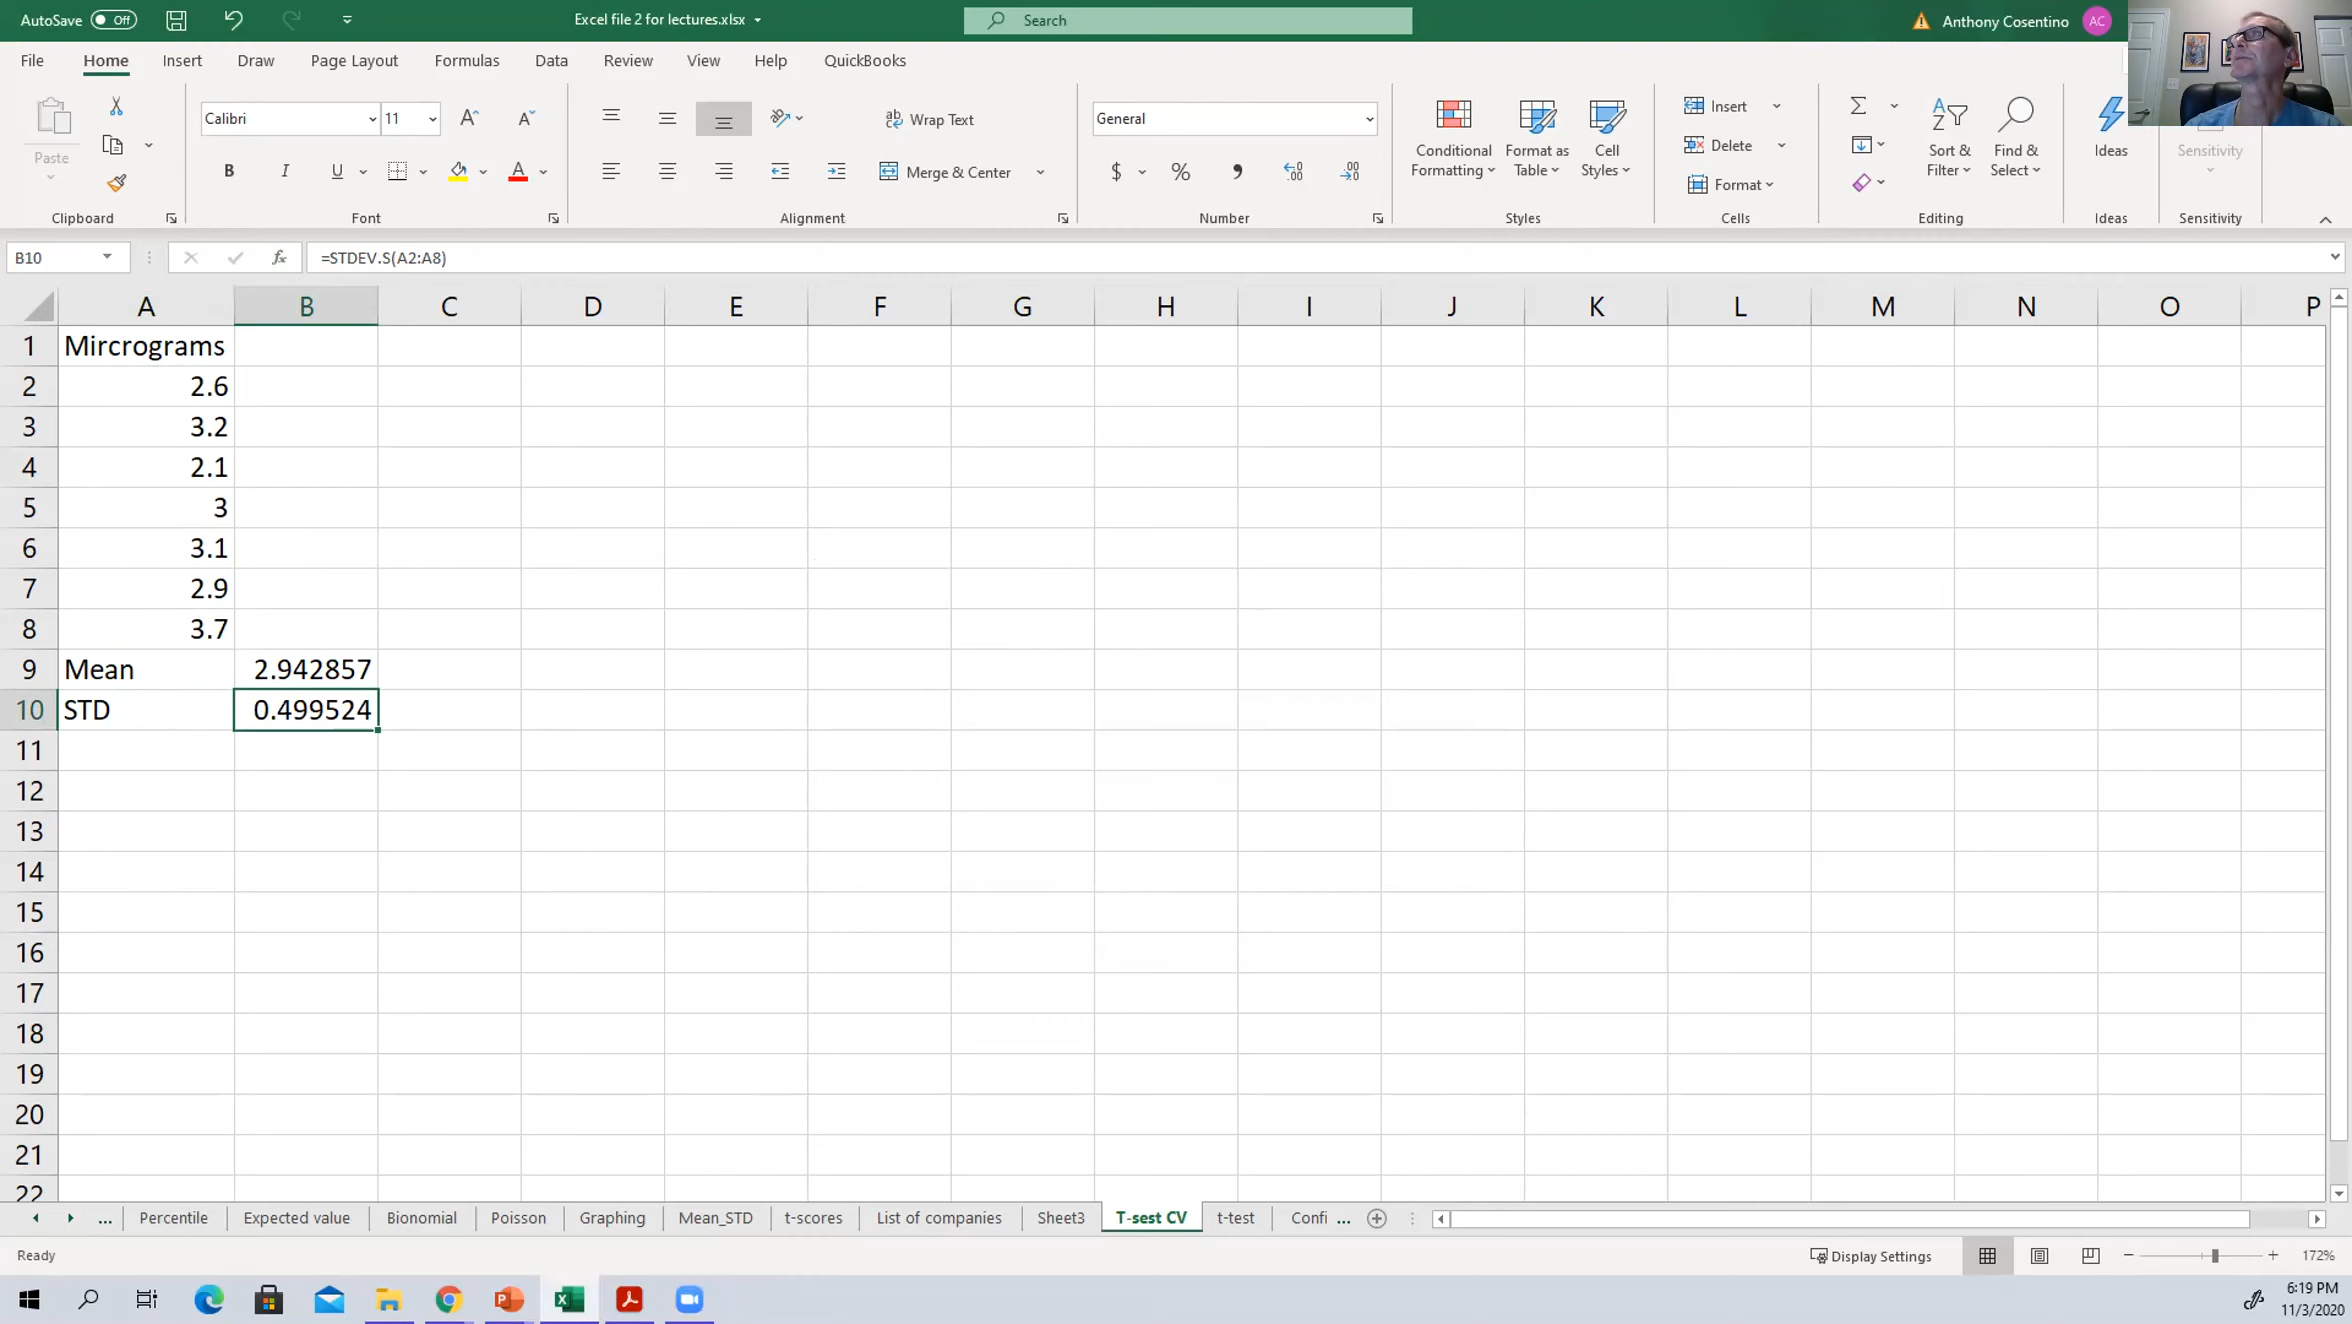 AutoSave Off Excel file 2 for lectures.xlsx Search Anthony Cosentino AC
File Home Insert Draw Page Layout Formulas Data Review View Help QuickBooks
Paste
Clipboard
Calibri 11
B I U A
Font
Wrap Text
Merge & Center
Alignment
General
$ % , .00
Number
Conditional Formatting
Format as Table
Cell Styles
Styles
Insert
Delete
Format
Cells
Sort & Filter
Find & Select
Editing
Ideas
Ideas
Sensitivity
Sensitivity
B10 fx =STDEV.S(A2:A8)
A B C D E F G H I J K L M N O P
1 Mircrograms
2 2.6
3 3.2
4 2.1
5 3
6 3.1
7 2.9
8 3.7
9 Mean 2.942857
10 STD 0.499524
11
12
13
14
15
16
17
18
19
20
21
22
... Percentile Expected value Bionomial Poisson Graphing Mean_STD t-scores List of companies Sheet3 T-sest CV t-test Confi ...
Ready Display Settings 172%
6:19 PM
11/3/2020